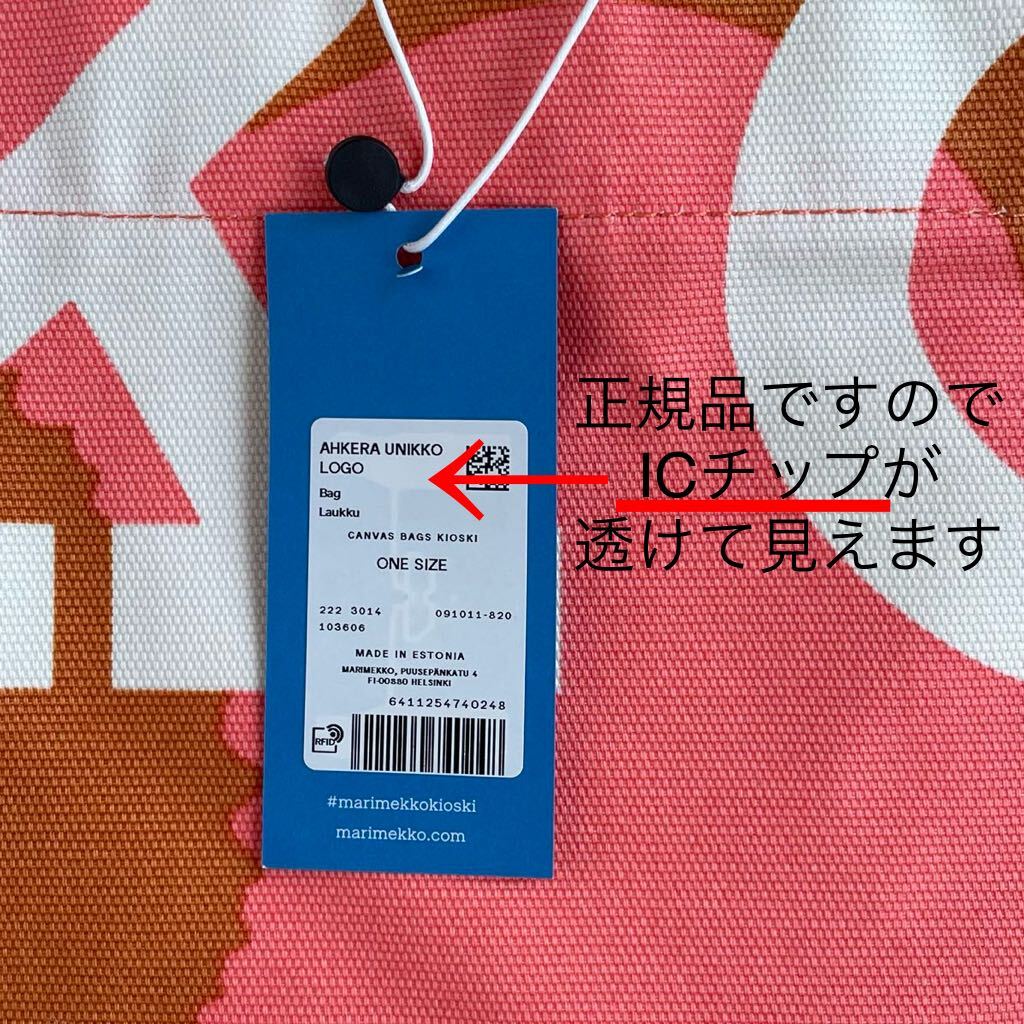 AHKERA UNIKKO
LOGO
Bag
Laukku
CANVAS BAGS KIOSKI
ONE SIZE
222 3014 091011-820
103606
MADE IN ESTONIA
MARIMEKKO, PUUSEPÄNKATU 4
FI-00880 HELSINKI
6411254740248
RFID
#marimekkokioski
marimekko.com
正規品ですので
ICチップが
透けて見えます